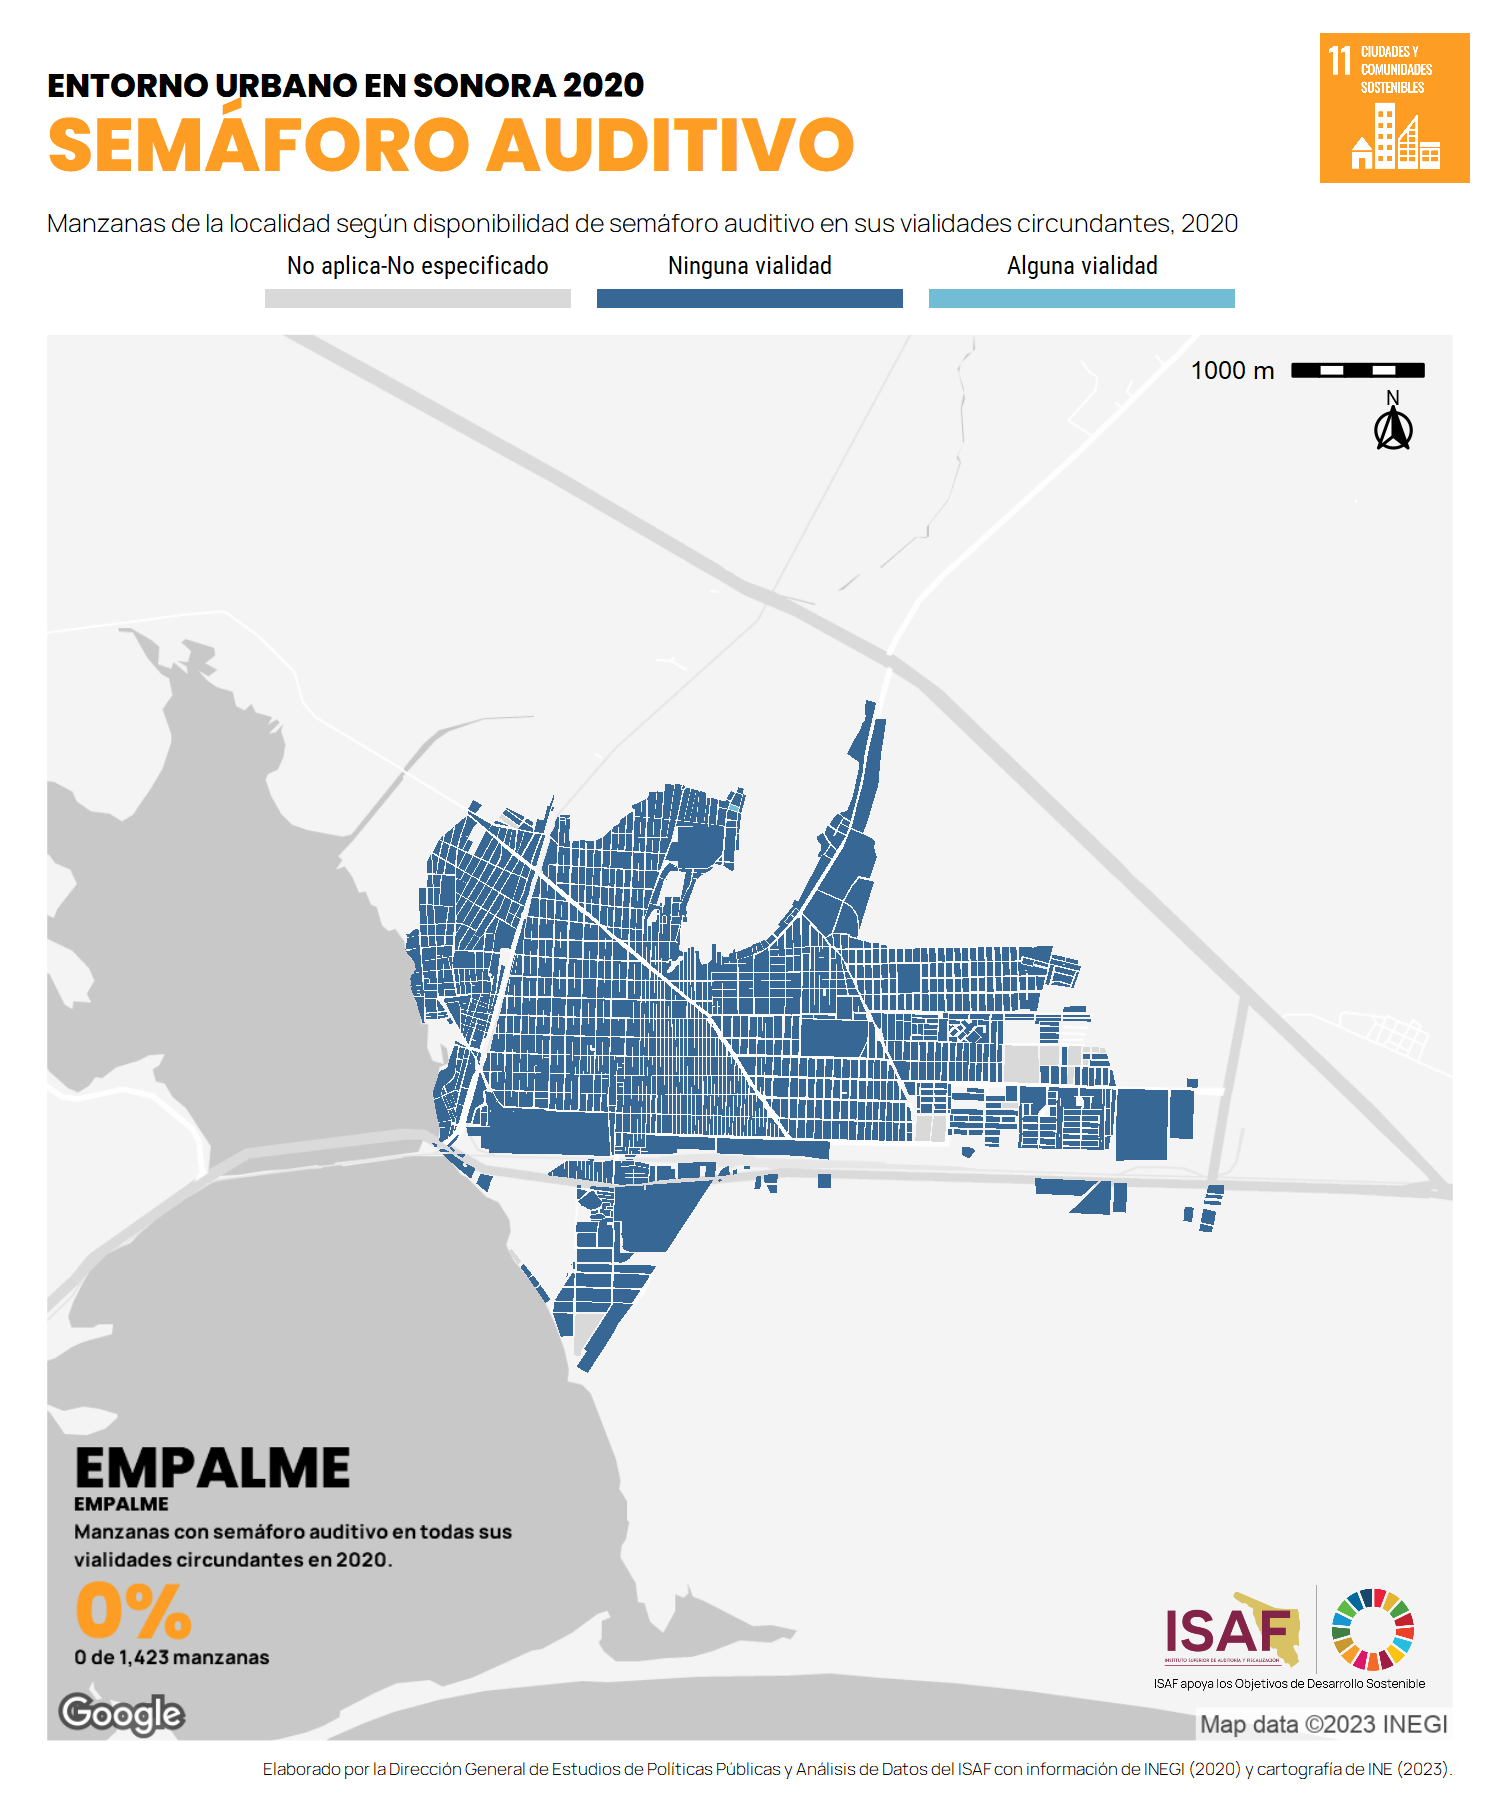 ENTORNO URBANO EN SONORA 2020
SEMÁFORO AUDITIVO
11 CIUDADES Y
COMUNIDADES
SOSTENIBLES
Manzanas de la localidad según disponibilidad de semáforo auditivo en sus vialidades circundantes, 2020
No aplica-No especificado
Ninguna vialidad
Alguna vialidad
1000 m
N
EMPALME
EMPALME
Manzanas con semáforo auditivo en todas sus
vialidades circundantes en 2020.
0%
0 de 1,423 manzanas
Google
ISAF
INSTITUTO SUPERIOR DE AUDITORÍA Y FISCALIZACIÓN
ISAF apoya los Objetivos de Desarrollo Sostenible
Map data ©2023 INEGI
Elaborado por la Dirección General de Estudios de Políticas Públicas y Análisis de Datos del ISAF con información de INEGI (2020) y cartografía de INE (2023).